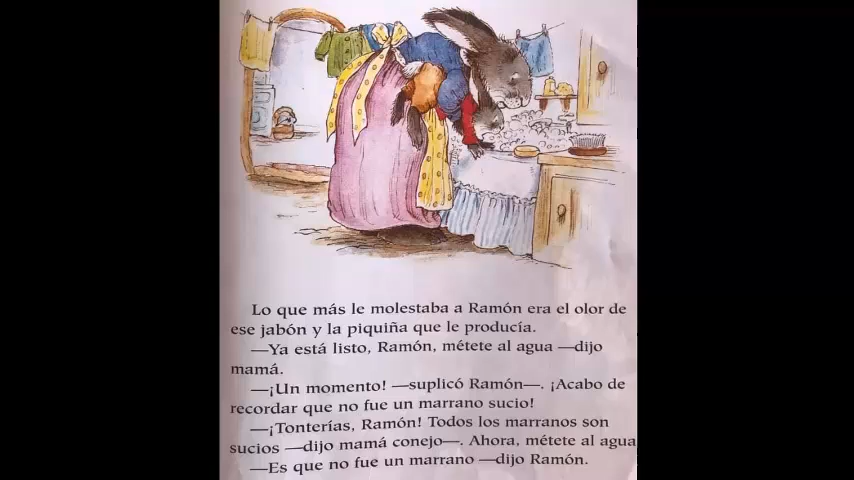 Lo que más le molestaba a Ramón era el olor de
ese jabón y la piquiña que le producía.
—Ya está listo, Ramón, métete al agua —dijo
mamá.
—¡Un momento! —suplicó Ramón—. ¡Acabo de
recordar que no fue un marrano sucio!
—¡Tonterías, Ramón! Todos los marranos son
sucios —dijo mamá conejo—. Ahora, métete al agua
—Es que no fue un marrano —dijo Ramón.